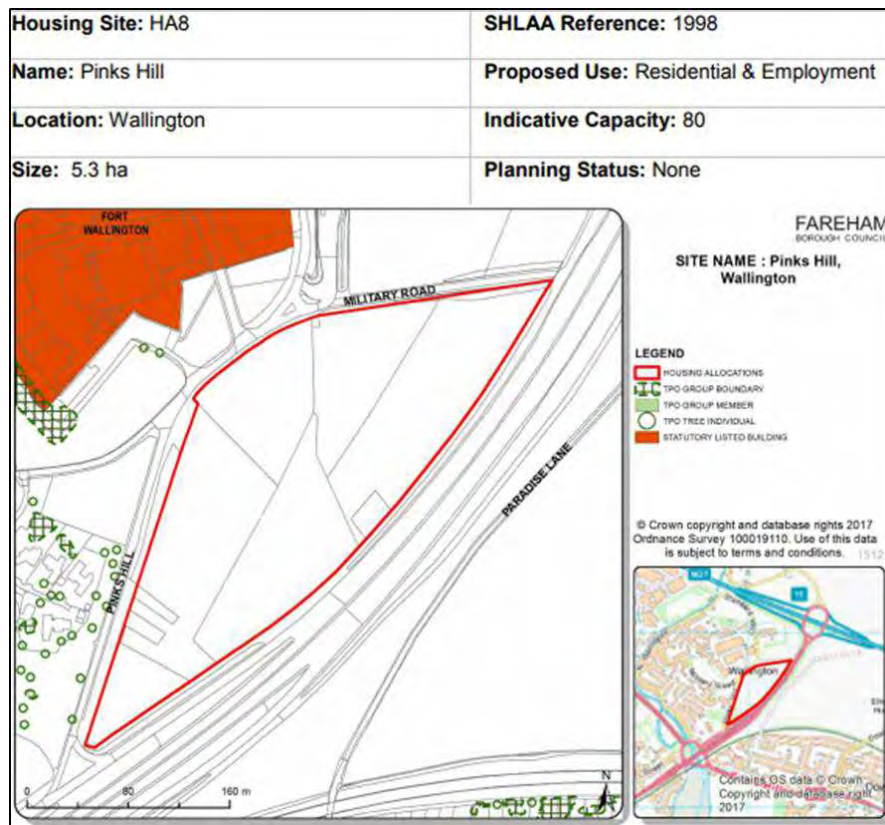 Housing Site: HA8
SHLAA Reference: 1998
Name: Pinks Hill
Proposed Use: Residential & Employment
Location: Wallington
Indicative Capacity: 80
Size: 5.3 ha
Planning Status: None
FORT
WALLINGTON
MILITARY ROAD
PARADISE LANE
PINKS HILL
0 80 160 m
N
FAREHAM
BOROUGH COUNCIL
SITE NAME : Pinks Hill,
Wallington
LEGEND
HOUSING ALLOCATIONS
TPO GROUP BOUNDARY
TPO GROUP MEMBER
TPO TREE INDIVIDUAL
STATUTORY LISTED BUILDING
© Crown copyright and database rights 2017
Ordnance Survey 100019110. Use of this data
is subject to terms and conditions.
Wallington
Contains OS data © Crown
Copyright and database right
2017